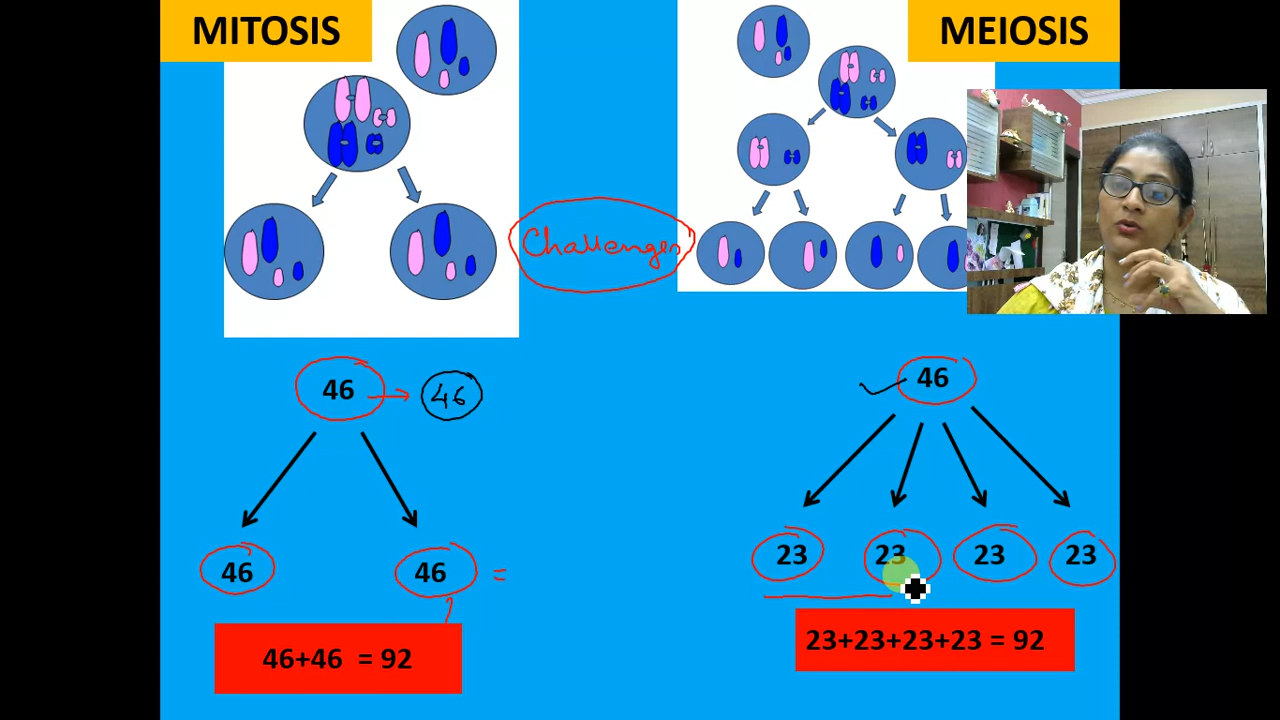 MITOSIS
MEIOSIS
Challenges
46
46
46
46
=
46+46 = 92
46
23
23
23
23
23+23+23+23 = 92